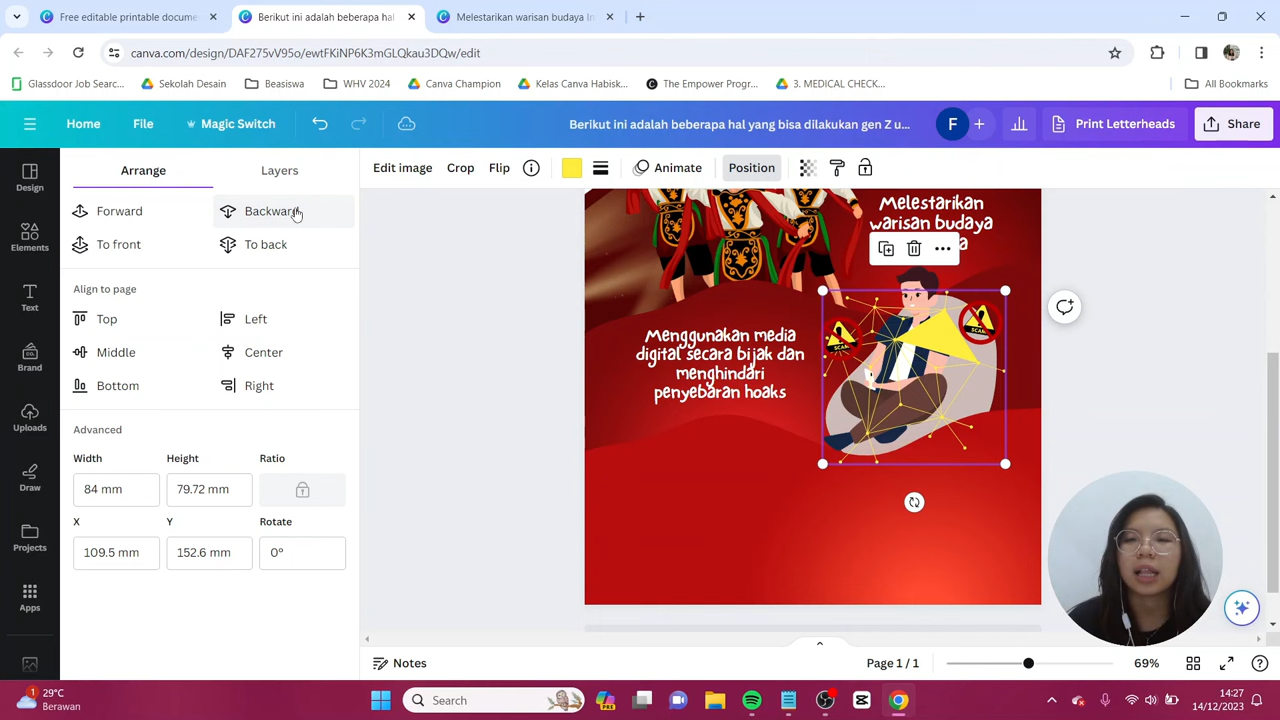 Free editable printable docume
Berikut ini adalah beberapa hal
Melestarikan warisan budaya In
canva.com/design/DAF275vV95o/ewtFKiNP6K3mGLQkau3DQw/edit
Glassdoor Job Searc...
Sekolah Desain
Beasiswa
WHV 2024
Canva Champion
Kelas Canva Habisk...
The Empower Progr...
3. MEDICAL CHECK...
All Bookmarks
Home
File
Magic Switch
Berikut ini adalah beberapa hal yang bisa dilakukan gen Z u...
F
Print Letterheads
Share
Design
Elements
Text
Brand
Uploads
Draw
Projects
Apps
Arrange
Layers
Forward
Backward
To front
To back
Align to page
Top
Left
Middle
Center
Bottom
Right
Advanced
Width
Height
Ratio
84 mm
79.72 mm
X
Y
Rotate
109.5 mm
152.6 mm
0°
Edit image
Crop
Flip
Animate
Position
Melestarikan
warisan budaya
Menggunakan media
digital secara bijak dan
menghindari
penyebaran hoaks
SCAM
SCAM
Notes
Page 1 / 1
69%
1
29°C
Berawan
Search
PRE
14:27
14/12/2023